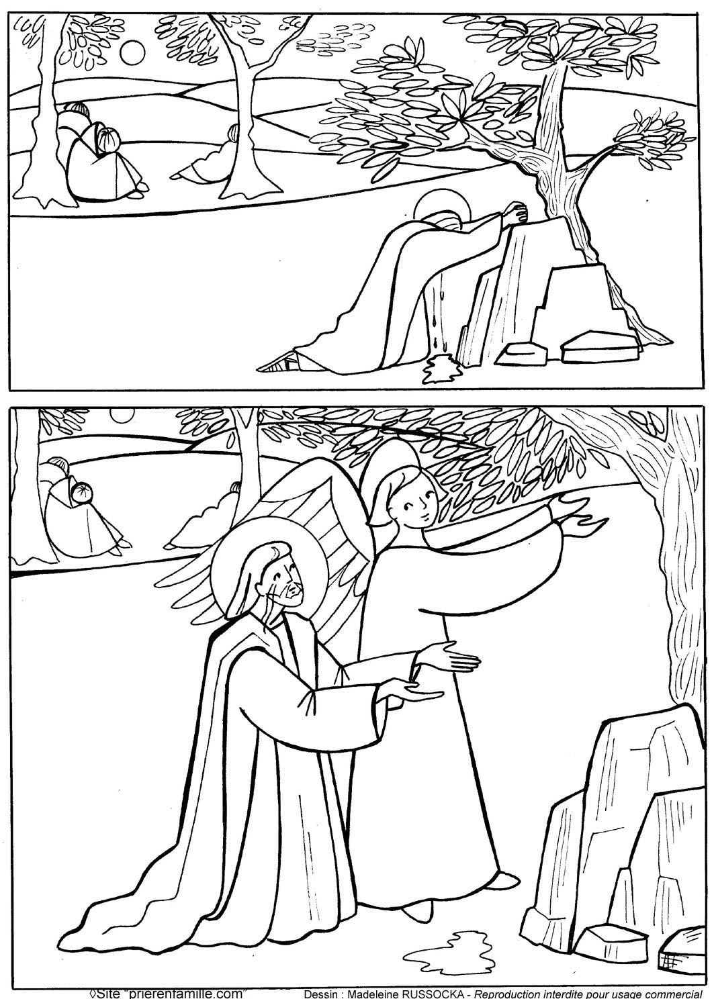 ◊Site "prierenfamille.com" Dessin : Madeleine RUSSOCKA - Reproduction interdite pour usage commercial